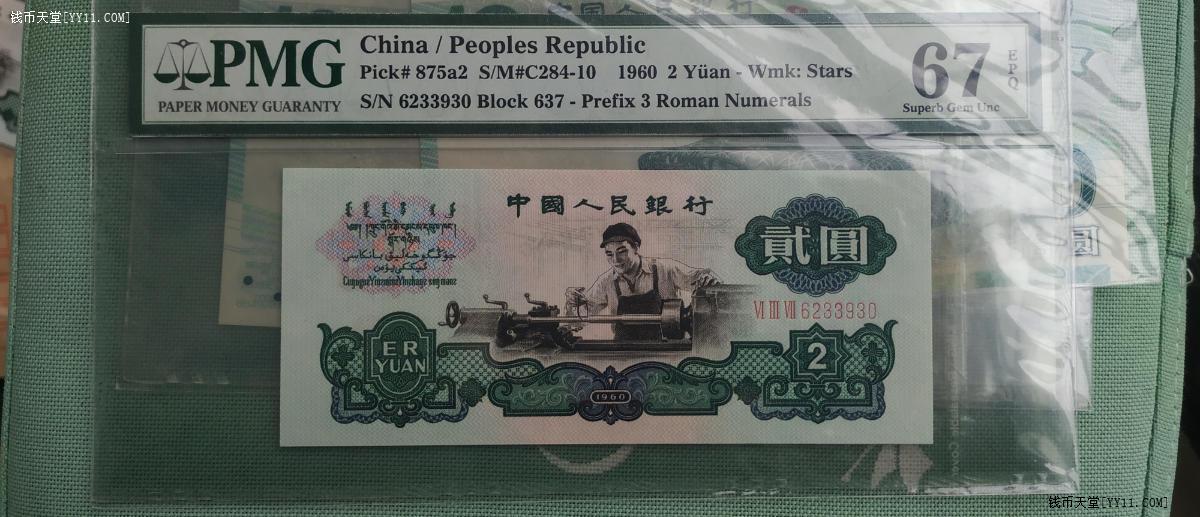 钱币天堂[YY11.COM]
PMG
PAPER MONEY GUARANTY
China / Peoples Republic
Pick# 875a2 S/M#C284-10 1960 2 Yüan - Wmk: Stars
S/N 6233930 Block 637 - Prefix 3 Roman Numerals
67
EPQ
Superb Gem Unc
中國人民銀行
貳圓
圓
VI III VII 6233930
ER
YUAN
2
1960
钱币天堂[YY11.COM]